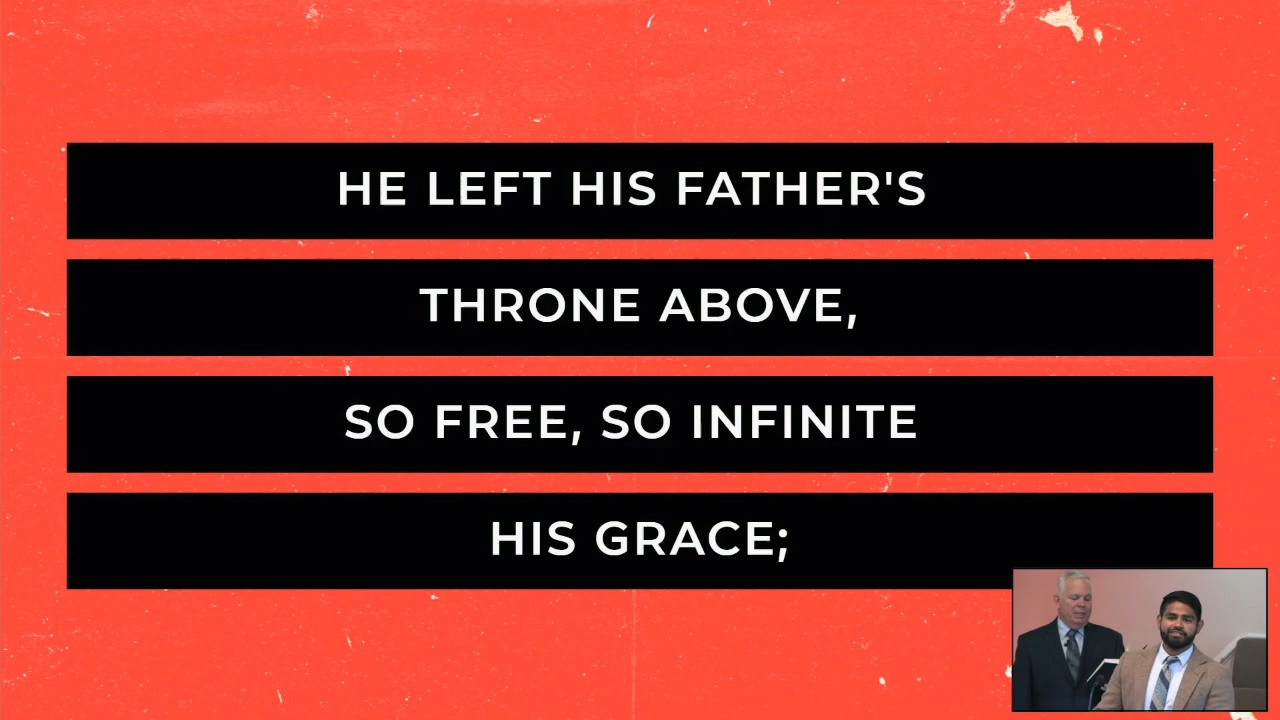 HE LEFT HIS FATHER'S
THRONE ABOVE,
SO FREE, SO INFINITE
HIS GRACE;